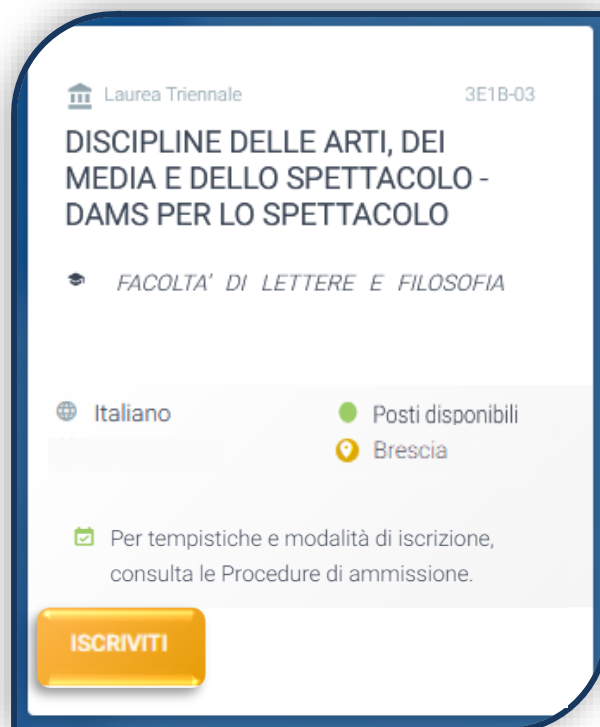 Laurea Triennale 3E1B-03
DISCIPLINE DELLE ARTI, DEI
MEDIA E DELLO SPETTACOLO -
DAMS PER LO SPETTACOLO
FACOLTA' DI LETTERE E FILOSOFIA
Italiano Posti disponibili
Brescia
Per tempistiche e modalità di iscrizione,
consulta le Procedure di ammissione.
ISCRIVITI